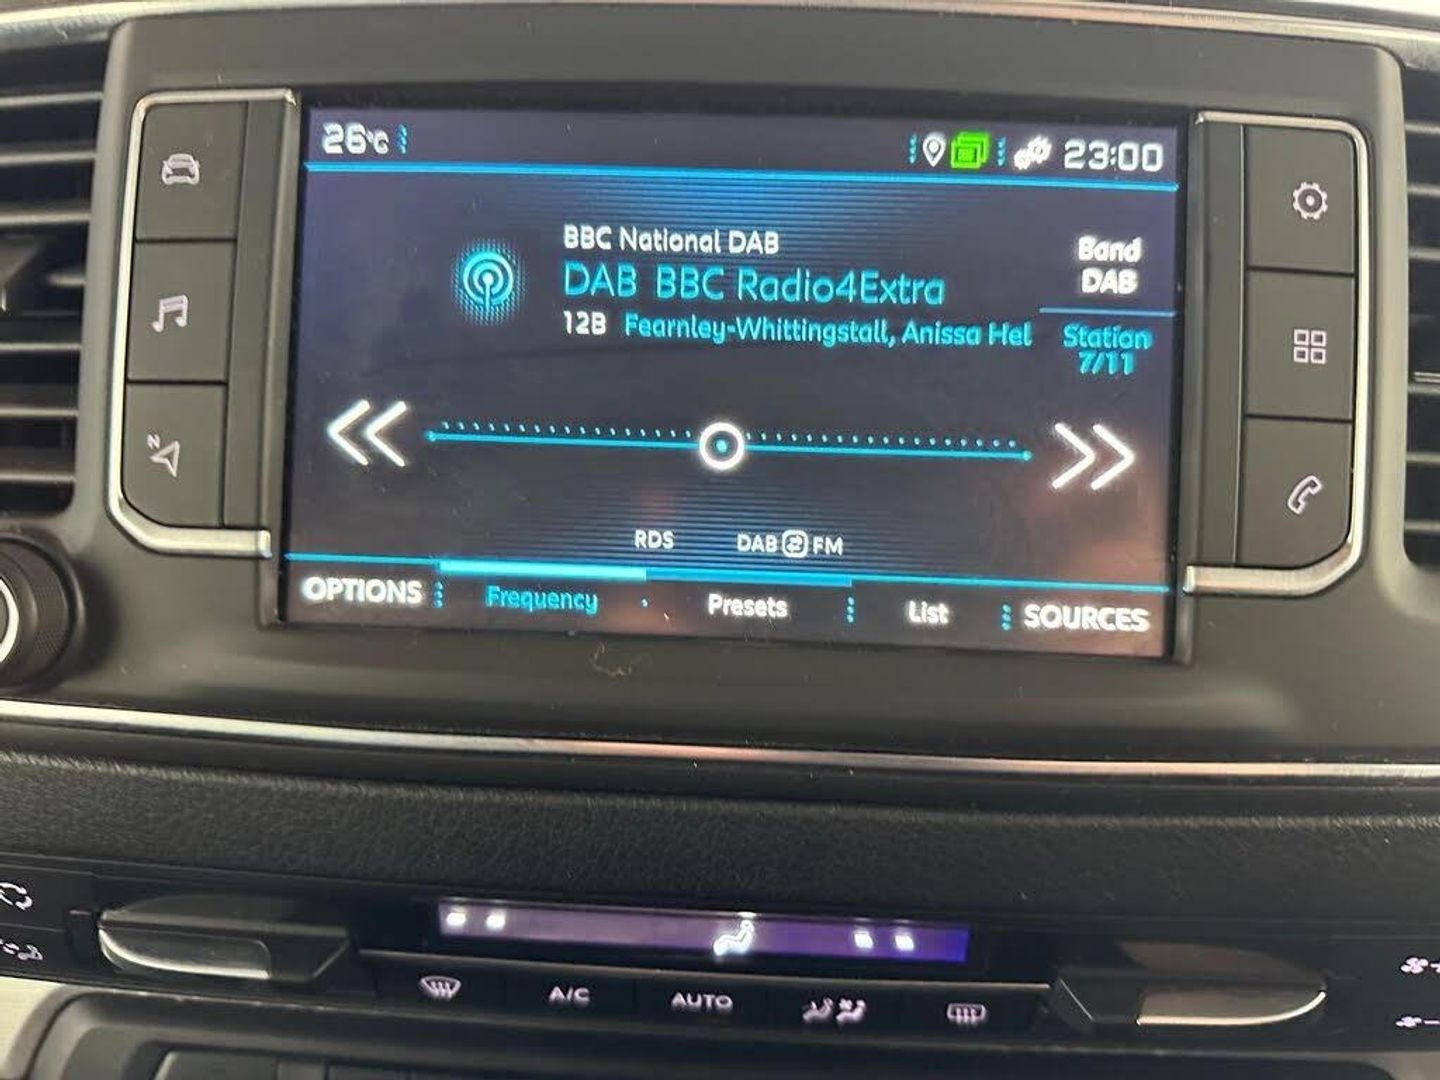 26°C
23:00
BBC National DAB
DAB BBC Radio4Extra
12B Fearnley-Whittingstall, Anissa Hel
Band
DAB
Station
7/11
N
RDS
DAB FM
OPTIONS
Frequency
Presets
List
SOURCES
A/C
AUTO